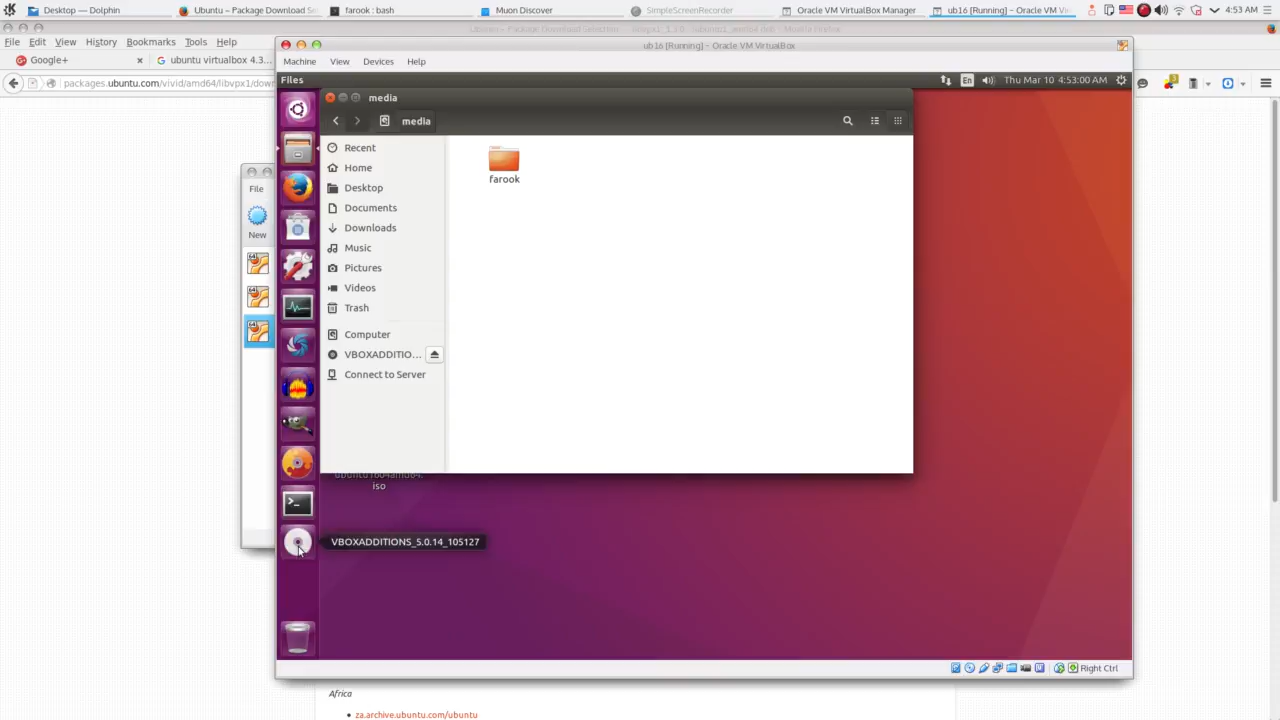 Desktop — Dolphin
Ubuntu – Package Download Se
farook : bash
Muon Discover
SimpleScreenRecorder
Oracle VM VirtualBox Manager
ub16 [Running] – Oracle VM Vi
4:53 AM
File Edit View History Bookmarks Tools Help
Google+
ubuntu virtualbox 4.3...
packages.ubuntu.com/vivid/amd64/libvpx1/dow
ub16 [Running] – Oracle VM VirtualBox
Machine View Devices Help
Files
En
Thu Mar 10 4:53:00 AM
media
media
Recent
Home
Desktop
Documents
Downloads
Music
Pictures
Videos
Trash
Computer
VBOXADDITIO...
Connect to Server
farook
File
New
iso
VBOXADDITIONS_5.0.14_105127
Right Ctrl
Africa
za.archive.ubuntu.com/ubuntu